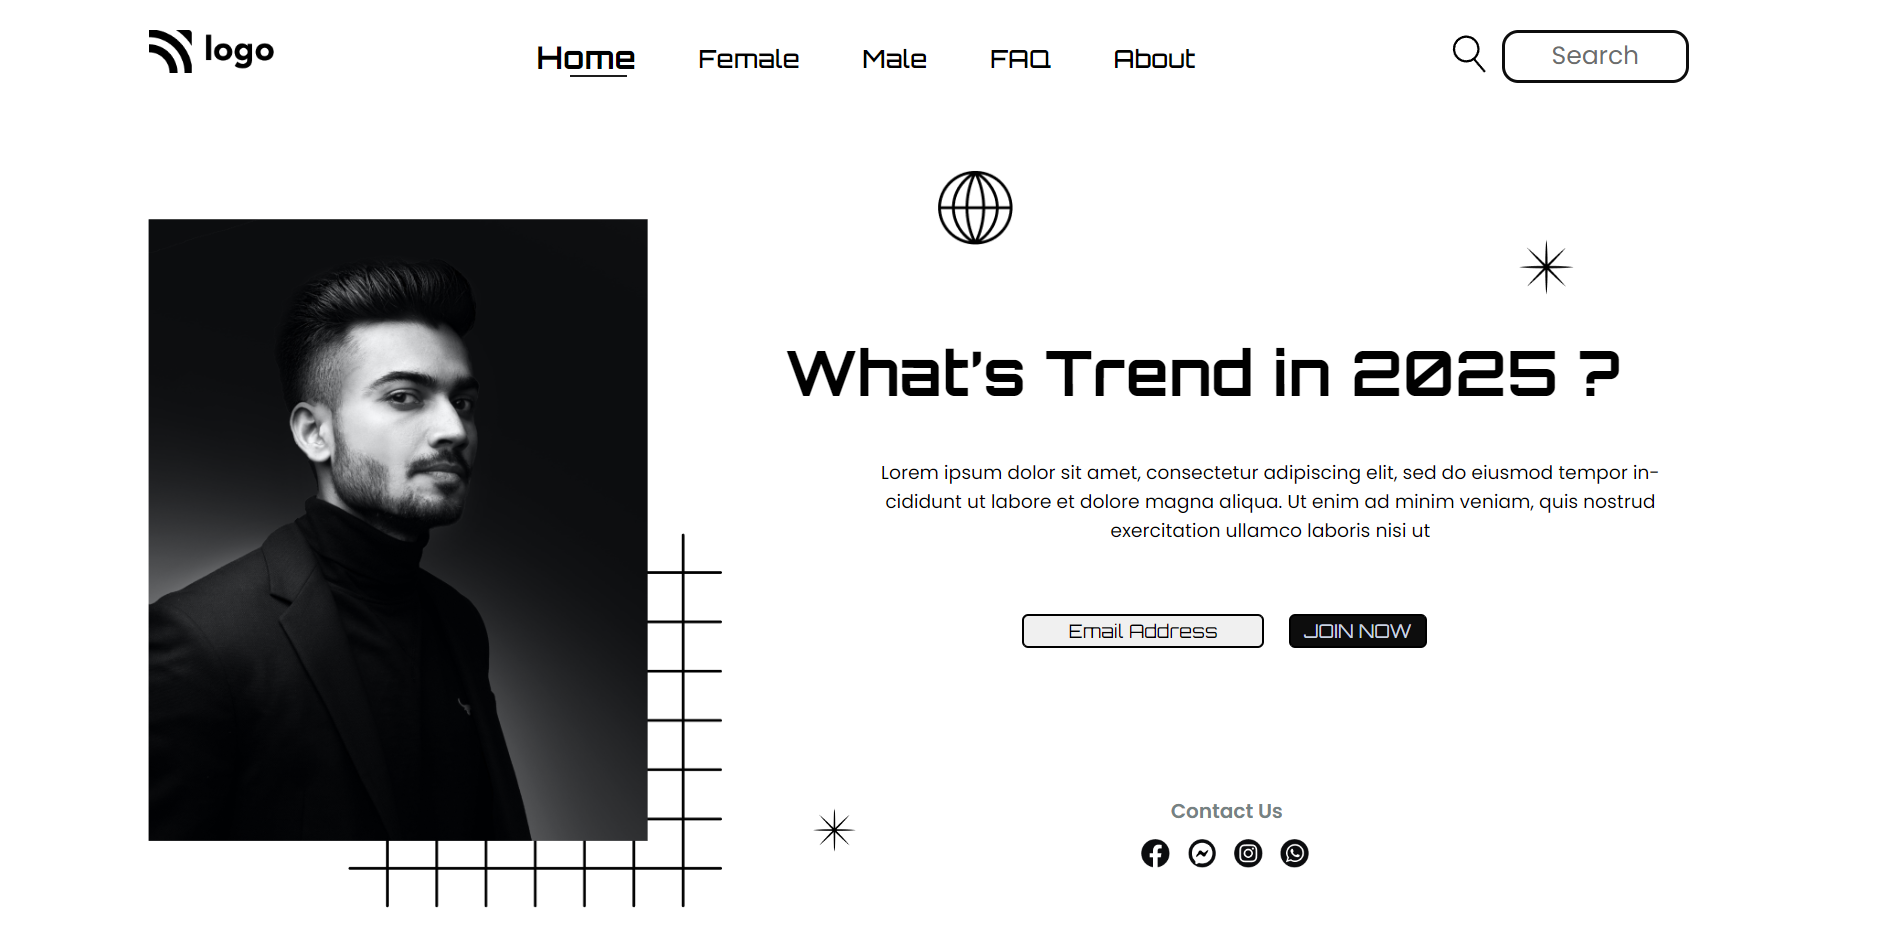 logo
Home Female Male FAQ About
Search
What's Trend in 2025 ?
Lorem ipsum dolor sit amet, consectetur adipiscing elit, sed do eiusmod tempor in-
cididunt ut labore et dolore magna aliqua. Ut enim ad minim veniam, quis nostrud
exercitation ullamco laboris nisi ut
Email Address JOIN NOW
Contact Us